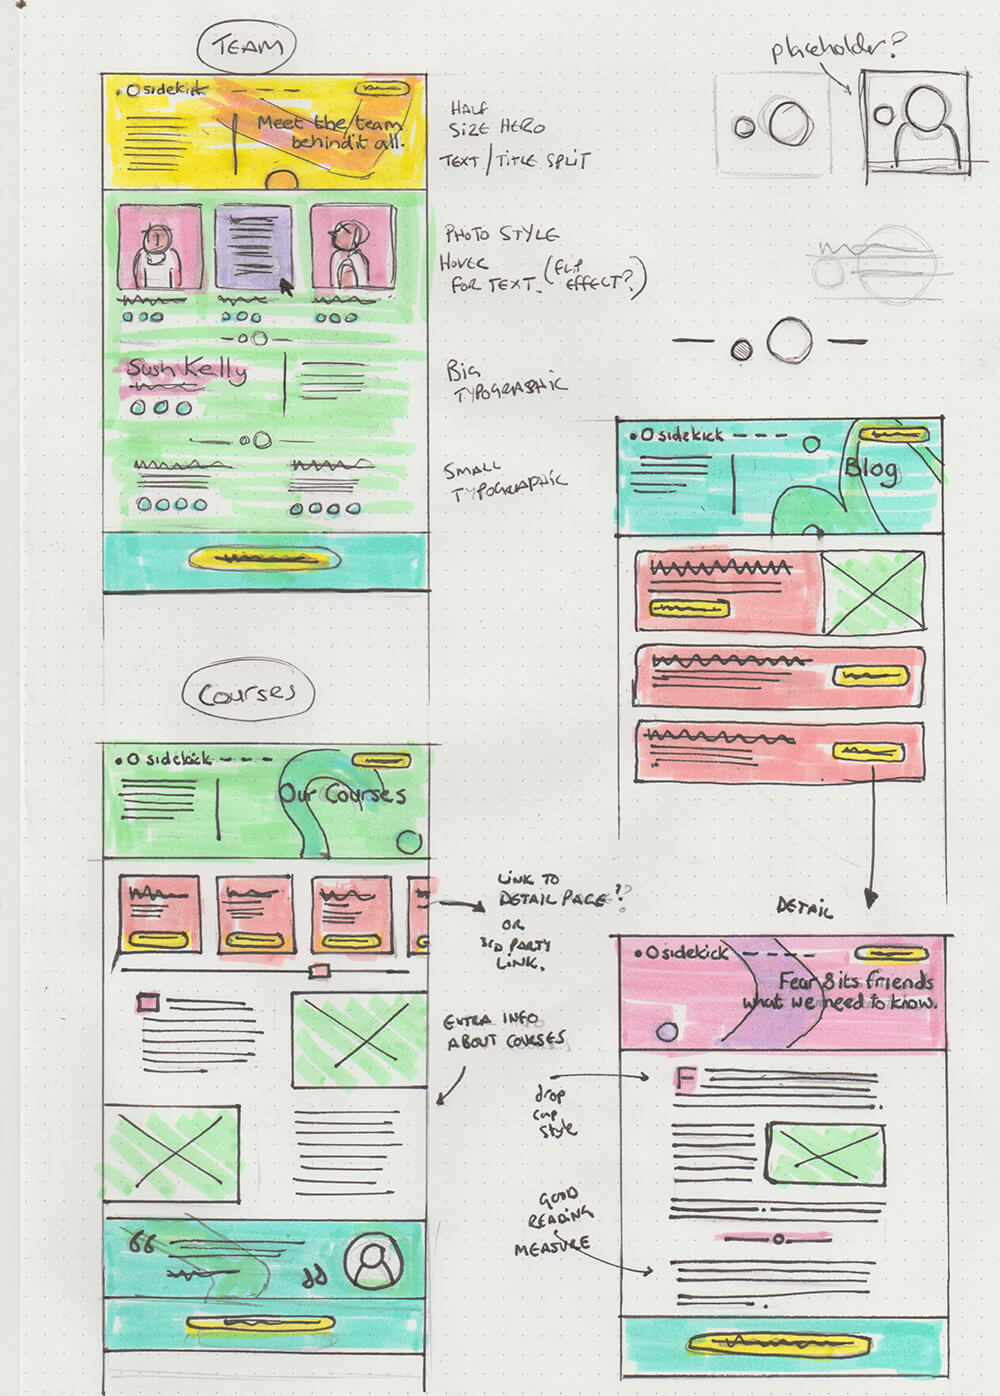 TEAM
sidekick
Meet the team
behind it all.
HALF
SIZE HERO
TEXT/TITLE SPLIT
placeholder?
PHOTO STYLE
HOVER
FOR TEXT. (FLIP
EFFECT?)
Sush Kelly
BIG
TYPOGRAPHIC
SMALL
TYPOGRAPHIC
sidekick
Blog
COURSES
sidekick
Our Courses
LINK TO
DETAIL PAGE??
OR
3RD PARTY
LINK.
EXTRA INFO
ABOUT COURSES
DETAIL
sidekick
Fear & its friends
what we need to know.
F
drop
cap
style
GOOD
READING
MEASURE